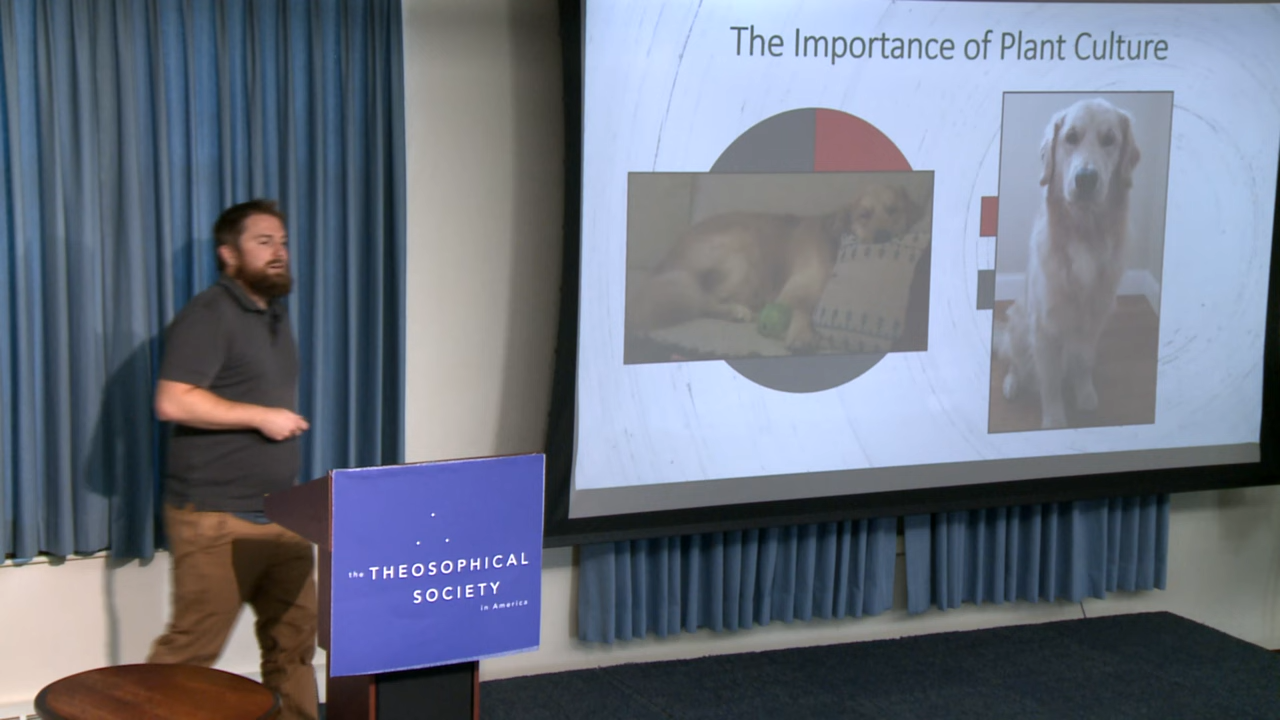 The Importance of Plant Culture
the THEOSOPHICAL
SOCIETY
in America